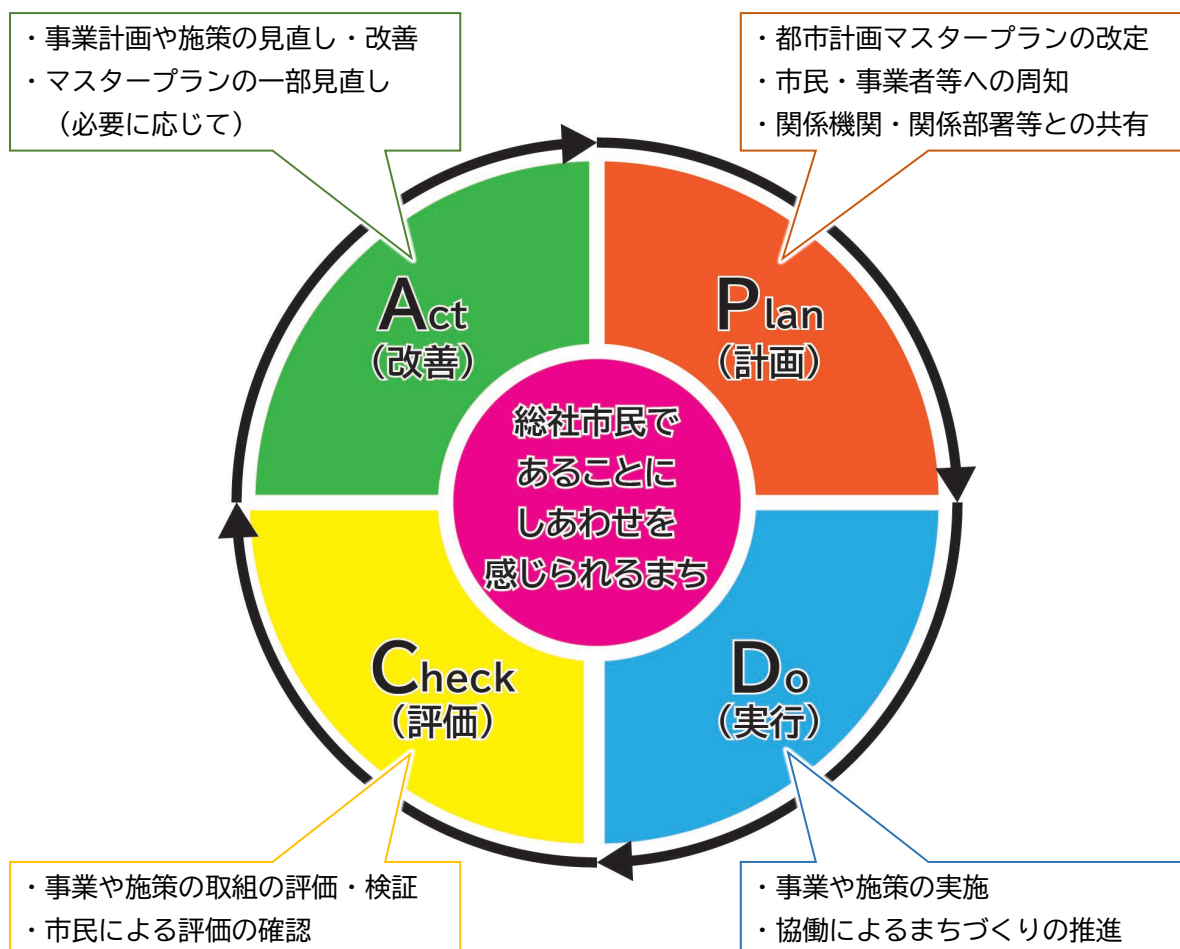 ・事業計画や施策の見直し・改善
・マスタープランの一部見直し
（必要に応じて）
・都市計画マスタープランの改定
・市民・事業者等への周知
・関係機関・関係部署等との共有
Act
（改善）
Plan
（計画）
総社市民で
あることに
しあわせを
感じられるまち
Check
（評価）
Do
（実行）
・事業や施策の取組の評価・検証
・市民による評価の確認
・事業や施策の実施
・協働によるまちづくりの推進